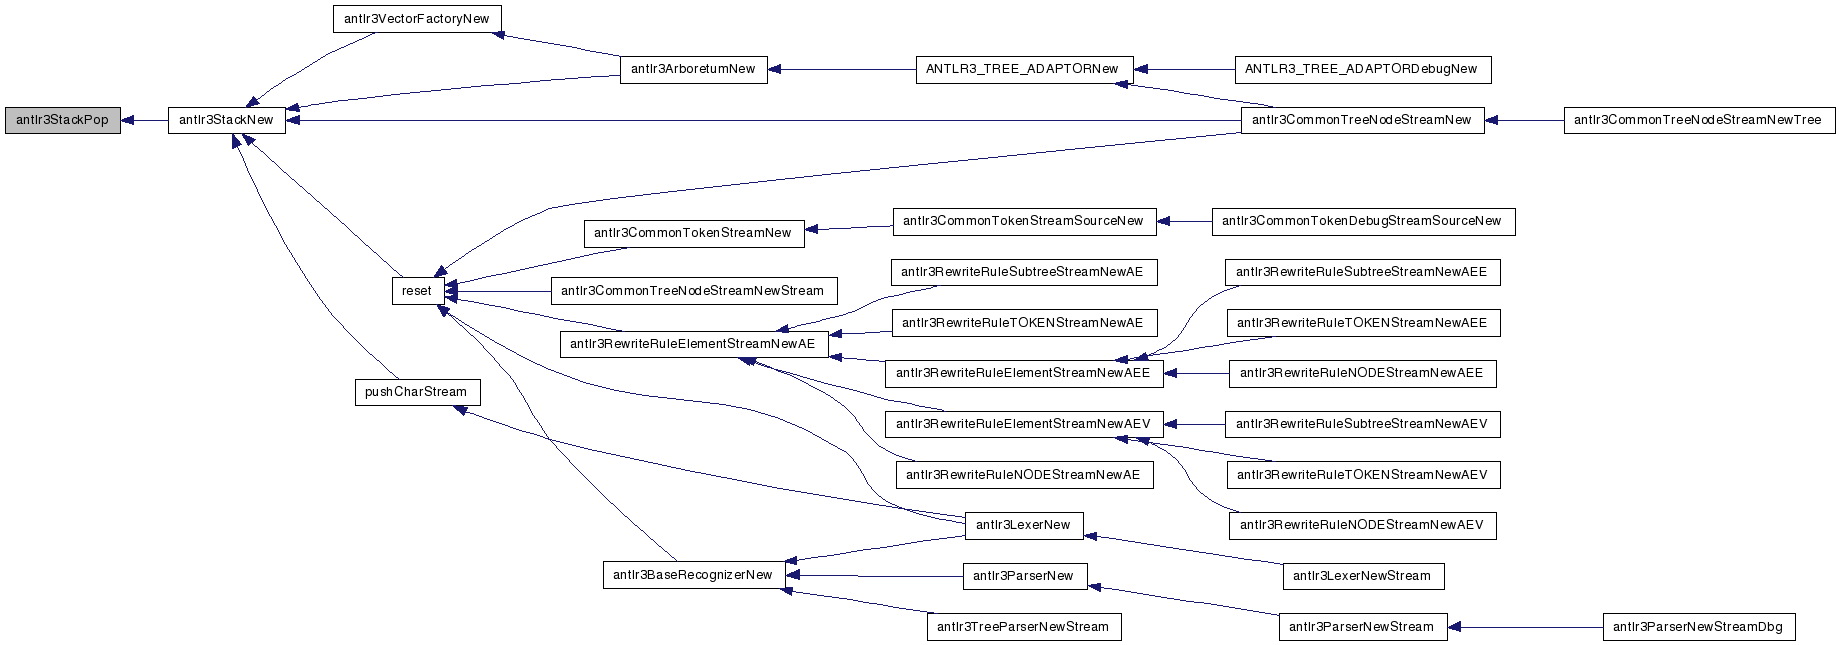 antlr3VectorFactoryNew
antlr3ArboretumNew
ANTLR3_TREE_ADAPTORNew
ANTLR3_TREE_ADAPTORDebugNew
antlr3StackPop
antlr3StackNew
antlr3CommonTreeNodeStreamNew
antlr3CommonTreeNodeStreamNewTree
antlr3CommonTokenStreamNew
antlr3CommonTokenStreamSourceNew
antlr3CommonTokenDebugStreamSourceNew
reset
antlr3CommonTreeNodeStreamNewStream
antlr3RewriteRuleSubtreeStreamNewAE
antlr3RewriteRuleSubtreeStreamNewAEE
antlr3RewriteRuleTOKENStreamNewAE
antlr3RewriteRuleTOKENStreamNewAEE
antlr3RewriteRuleElementStreamNewAE
antlr3RewriteRuleElementStreamNewAEE
antlr3RewriteRuleNODEStreamNewAEE
pushCharStream
antlr3RewriteRuleElementStreamNewAEV
antlr3RewriteRuleSubtreeStreamNewAEV
antlr3RewriteRuleNODEStreamNewAE
antlr3RewriteRuleTOKENStreamNewAEV
antlr3LexerNew
antlr3RewriteRuleNODEStreamNewAEV
antlr3BaseRecognizerNew
antlr3ParserNew
antlr3LexerNewStream
antlr3TreeParserNewStream
antlr3ParserNewStream
antlr3ParserNewStreamDbg